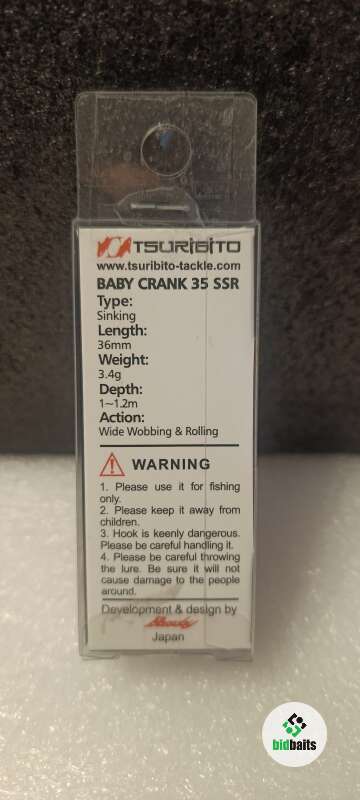 TSURIBITO
www.tsuribito-tackle.com
BABY CRANK 35 SSR
Type:
Sinking
Length:
36mm
Weight:
3.4g
Depth:
1~1.2m
Action:
Wide Wobbing & Rolling
WARNING
1. Please use it for fishing
only.
2. Please keep it away from
children.
3. Hook is keenly dangerous.
Please be careful handling it.
4. Please be careful throwing
the lure. Be sure it will not
cause damage to the people
around.
Development & design by
Japan
bidbaits